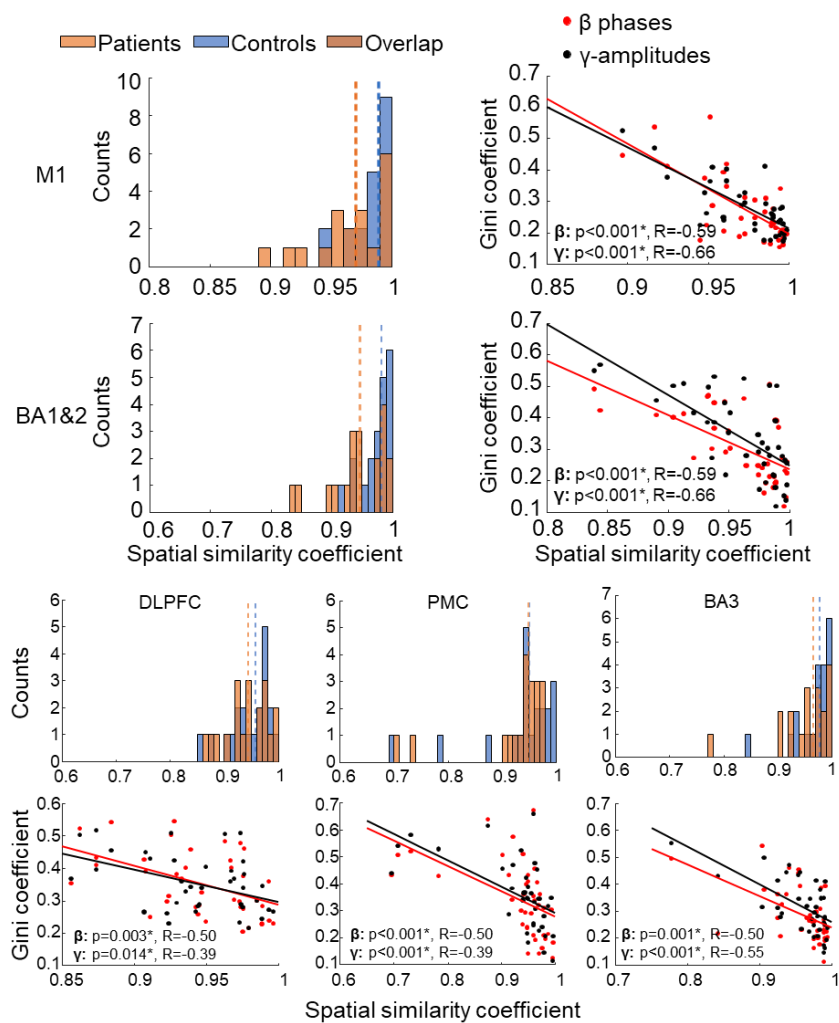 β phases
Patients Controls Overlap
γ-amplitudes
M1
Counts
10
8
6
4
2
0
0.8 0.85 0.9 0.95 1
Gini coefficient
0.7
0.6
0.5
0.4
0.3
0.2
0.1
β: p<0.001*, R=-0.59
γ: p<0.001*, R=-0.66
0.85 0.9 0.95 1
BA1&2
Counts
7
6
5
4
3
2
1
0
0.6 0.7 0.8 0.9 1
Spatial similarity coefficient
Gini coefficient
0.7
0.6
0.5
0.4
0.3
0.2
0.1
β: p<0.001*, R=-0.59
γ: p<0.001*, R=-0.66
0.8 0.85 0.9 0.95 1
Spatial similarity coefficient
DLPFC
Counts
6
5
4
3
2
1
0
0.6 0.7 0.8 0.9 1
PMC
6
5
4
3
2
1
0
0.6 0.7 0.8 0.9 1
BA3
7
6
5
4
3
2
1
0
0.6 0.7 0.8 0.9 1
Gini coefficient
0.6
0.5
0.4
0.3
0.2
0.1
β: p=0.003*, R=-0.50
γ: p=0.014*, R=-0.39
0.85 0.9 0.95 1
0.7
0.6
0.5
0.4
0.3
0.2
0.1
β: p<0.001*, R=-0.50
γ: p<0.001*, R=-0.39
0.6 0.7 0.8 0.9 1
0.7
0.6
0.5
0.4
0.3
0.2
0.1
β: p=0.001*, R=-0.50
γ: p<0.001*, R=-0.55
0.7 0.8 0.9 1
Spatial similarity coefficient